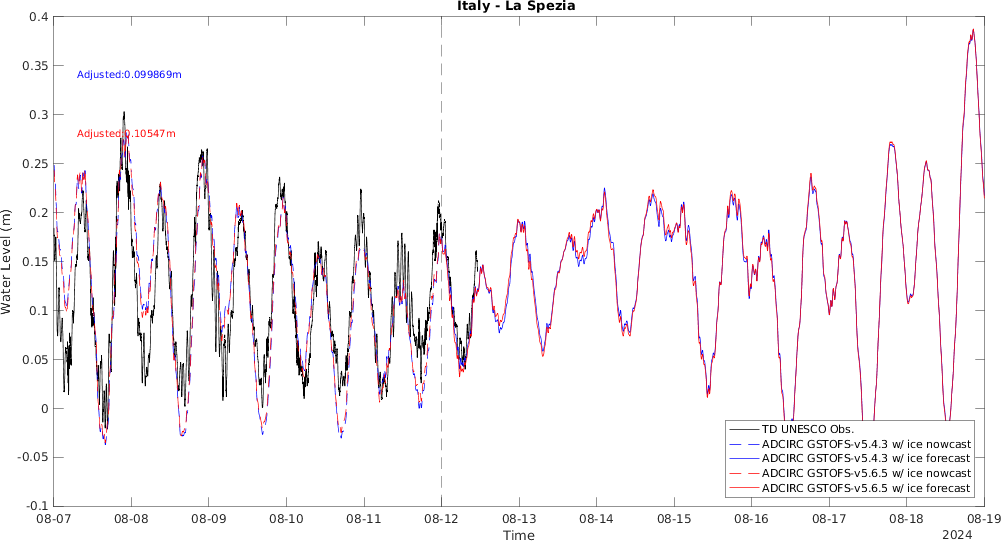 Italy - La Spezia
0.4
0.35
0.3
0.25
0.2
0.15
0.1
0.05
0
-0.05
-0.1
Water Level (m)
Adjusted:0.099869m
Adjusted:0.10547m
TD UNESCO Obs.
ADCIRC GSTOFS-v5.4.3 w/ ice nowcast
ADCIRC GSTOFS-v5.4.3 w/ ice forecast
ADCIRC GSTOFS-v5.6.5 w/ ice nowcast
ADCIRC GSTOFS-v5.6.5 w/ ice forecast
08-07 08-08 08-09 08-10 08-11 08-12 08-13 08-14 08-15 08-16 08-17 08-18 08-19
Time
2024